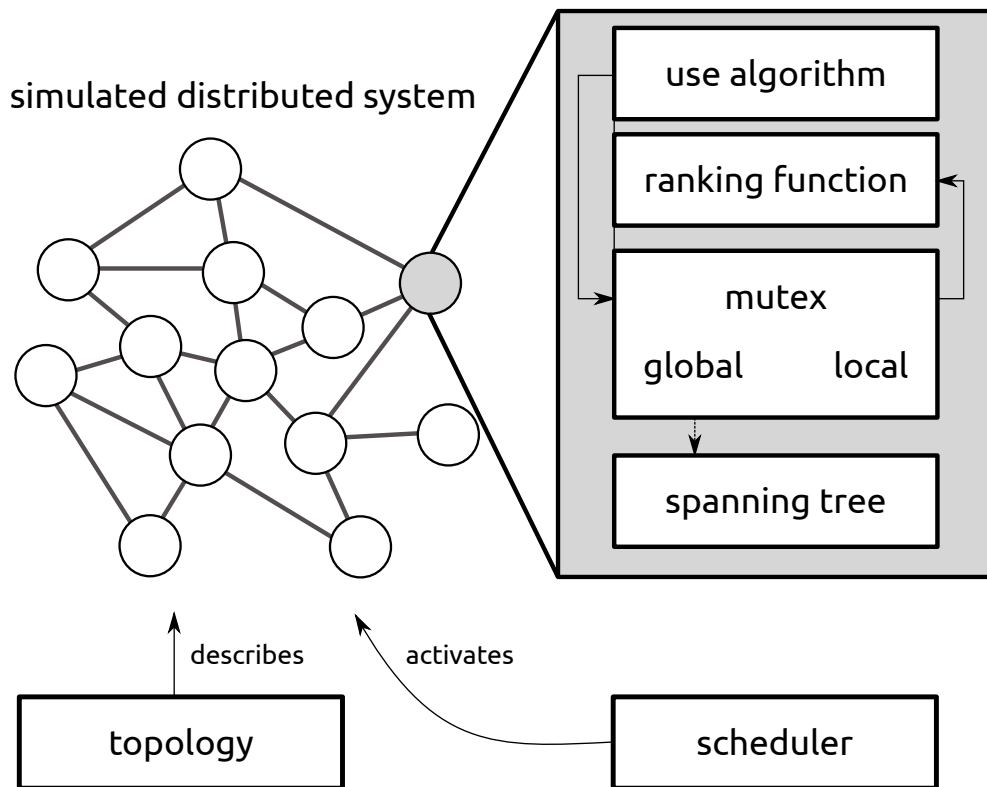 simulated distributed system
use algorithm
ranking function
mutex
global local
spanning tree
describes
activates
topology
scheduler